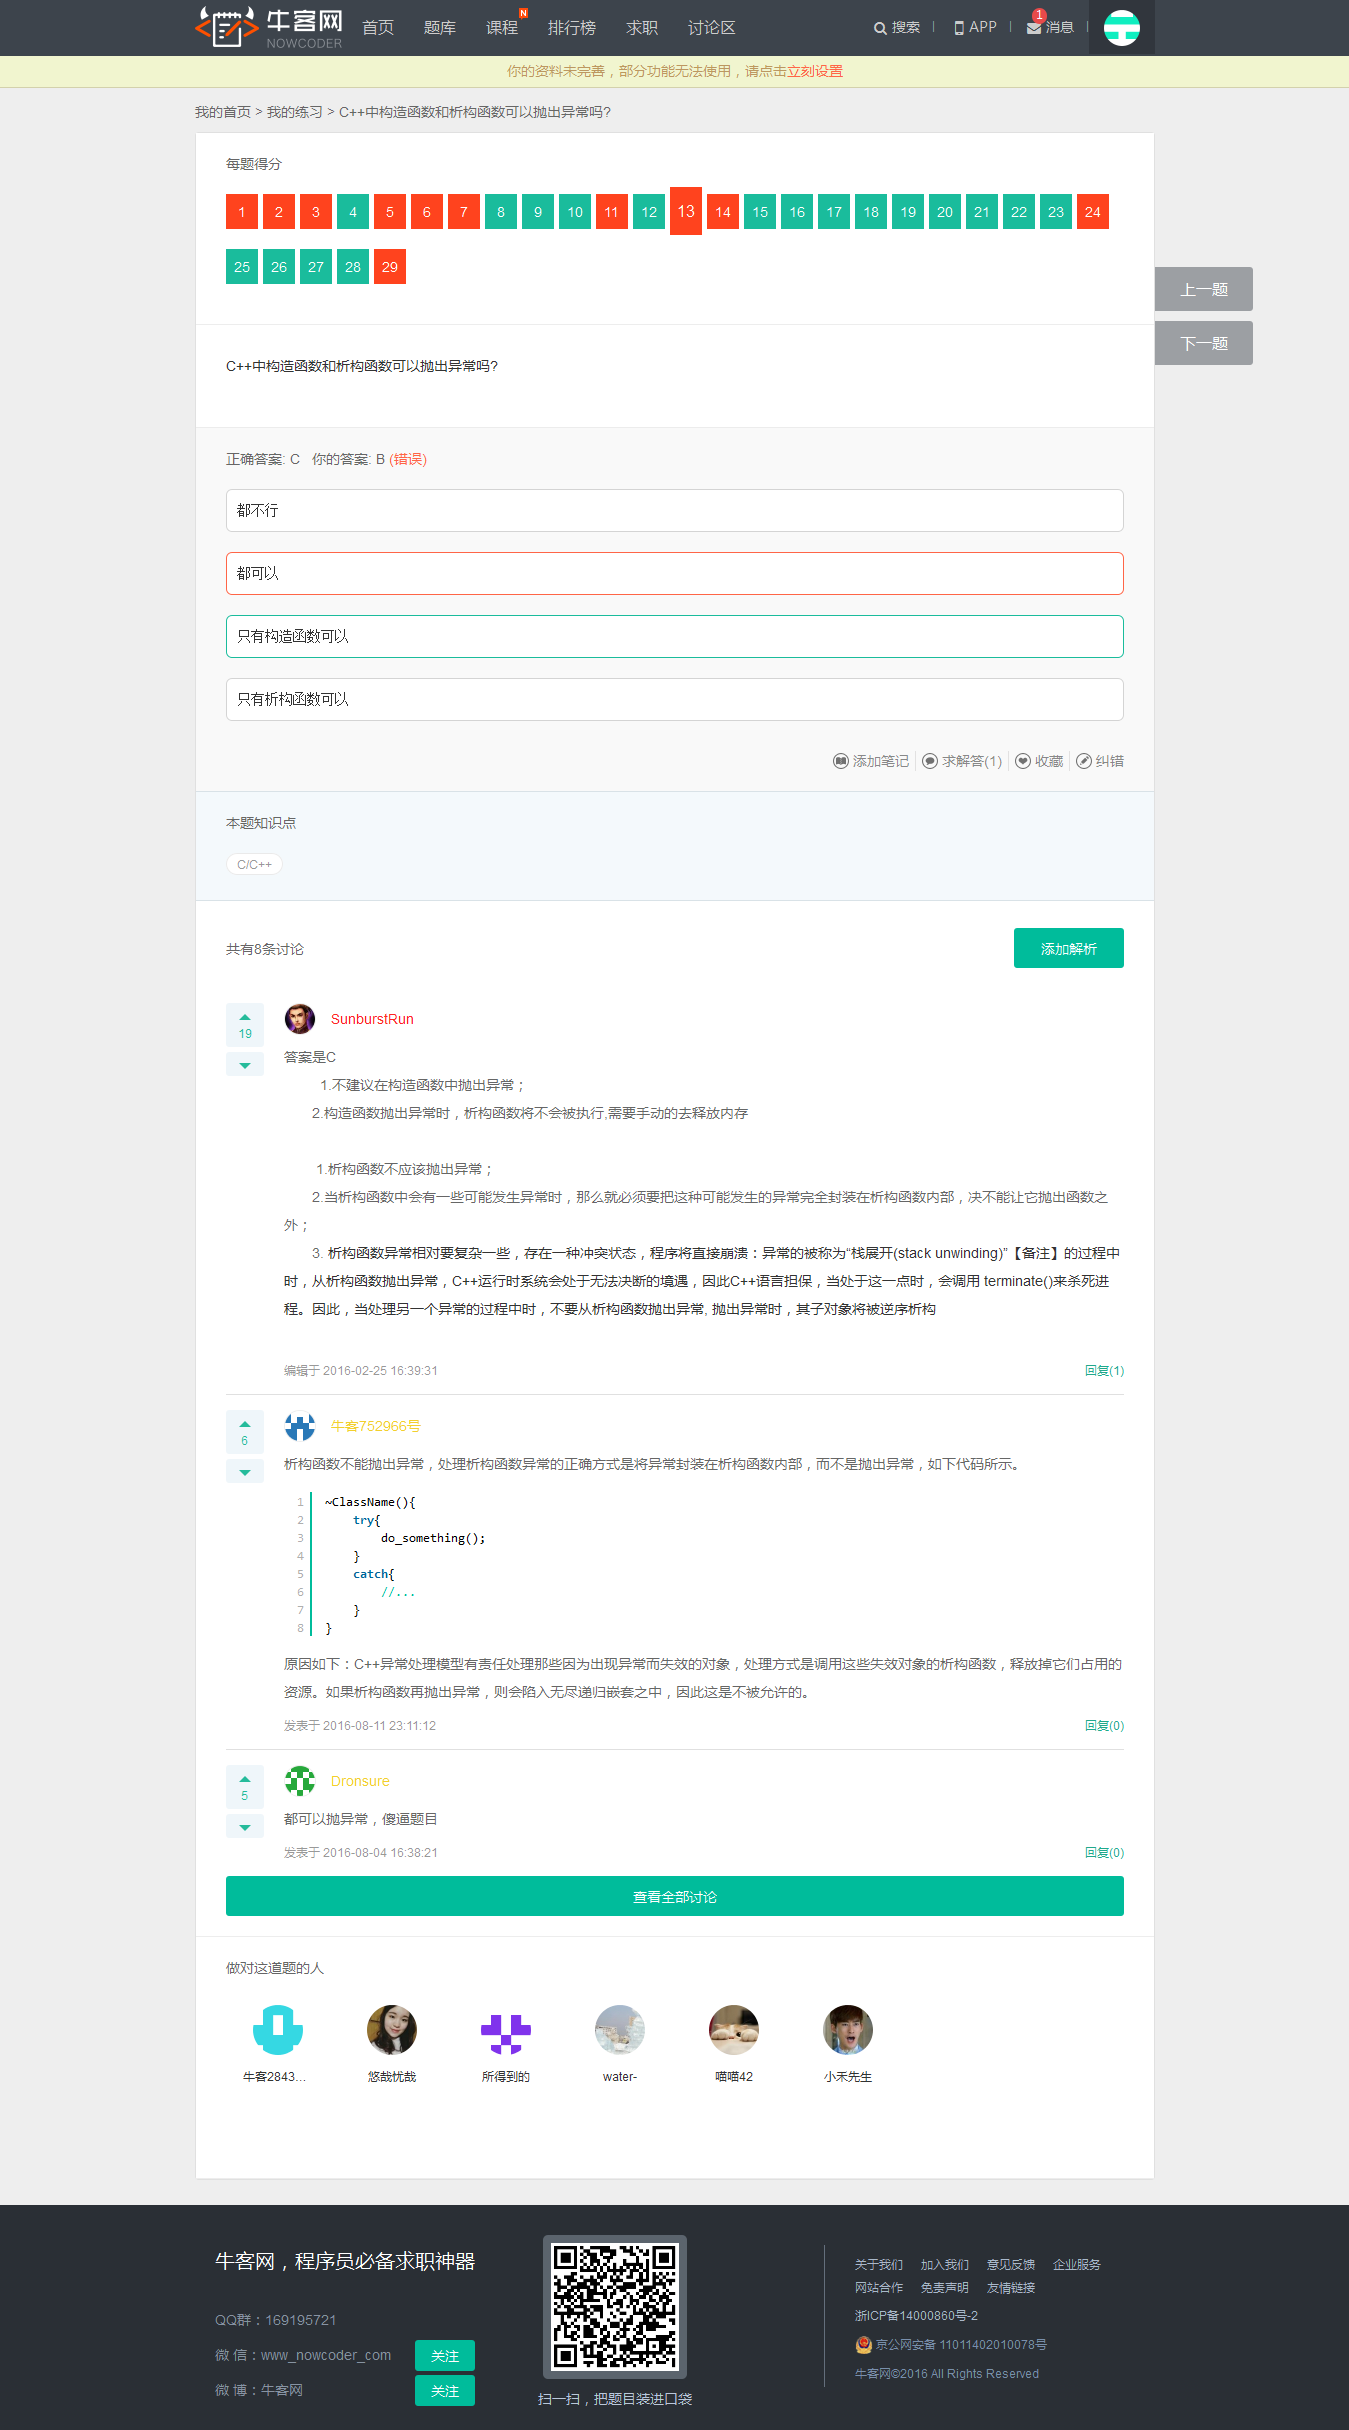 牛客网
NOWCODER
首页 题库 课程 N 排行榜 求职 讨论区 搜索 APP 1 消息
你的资料未完善，部分功能无法使用，请点击立刻设置
我的首页 > 我的练习 > C++中构造函数和析构函数可以抛出异常吗?
每题得分
1 2 3 4 5 6 7 8 9 10 11 12 13 14 15 16 17 18 19 20 21 22 23 24
25 26 27 28 29
上一题
下一题
C++中构造函数和析构函数可以抛出异常吗?
正确答案: C 你的答案: B (错误)
都不行
都可以
只有构造函数可以
只有析构函数可以
添加笔记 求解答(1) 收藏 纠错
本题知识点
C/C++
共有8条讨论
添加解析
19
SunburstRun
答案是C
1.不建议在构造函数中抛出异常；
2.构造函数抛出异常时，析构函数将不会被执行,需要手动的去释放内存
1.析构函数不应该抛出异常；
2.当析构函数中会有一些可能发生异常时，那么就必须要把这种可能发生的异常完全封装在析构函数内部，决不能让它抛出函数之
外；
3. 析构函数异常相对要复杂一些，存在一种冲突状态，程序将直接崩溃：异常的被称为“栈展开(stack unwinding)”【备注】的过程中
时，从析构函数抛出异常，C++运行时系统会处于无法决断的境遇，因此C++语言担保，当处于这一点时，会调用 terminate()来杀死进
程。因此，当处理另一个异常的过程中时，不要从析构函数抛出异常, 抛出异常时，其子对象将被逆序析构
编辑于 2016-02-25 16:39:31 回复(1)
6
牛客752966号
析构函数不能抛出异常，处理析构函数异常的正确方式是将异常封装在析构函数内部，而不是抛出异常，如下代码所示。
1 ~ClassName(){
2 try{
3 do_something();
4 }
5 catch{
6 //...
7 }
8 }
原因如下：C++异常处理模型有责任处理那些因为出现异常而失效的对象，处理方式是调用这些失效对象的析构函数，释放掉它们占用的
资源。如果析构函数再抛出异常，则会陷入无尽递归嵌套之中，因此这是不被允许的。
发表于 2016-08-11 23:11:12 回复(0)
5
Dronsure
都可以抛异常，傻逼题目
发表于 2016-08-04 16:38:21 回复(0)
查看全部讨论
做对这道题的人
牛客2843... 悠哉忧哉 所得到的 water- 喵喵42 小禾先生
牛客网，程序员必备求职神器
QQ群：169195721
微 信：www_nowcoder_com 关注
微 博：牛客网 关注
扫一扫，把题目装进口袋
关于我们 加入我们 意见反馈 企业服务
网站合作 免责声明 友情链接
浙ICP备14000860号-2
京公网安备 11011402010078号
牛客网©2016 All Rights Reserved